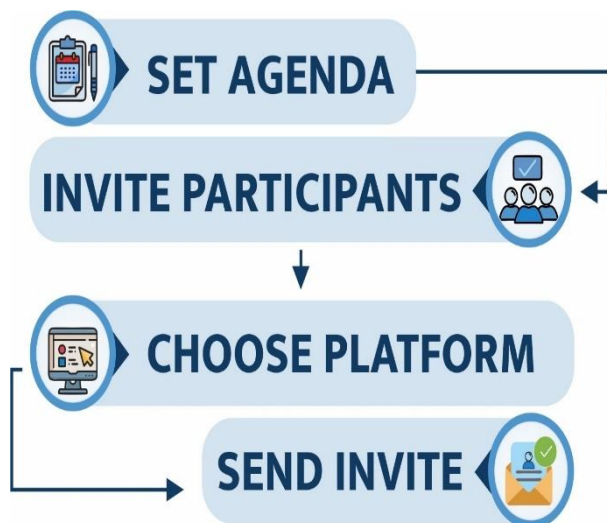 SET AGENDA
INVITE PARTICIPANTS
CHOOSE PLATFORM
SEND INVITE